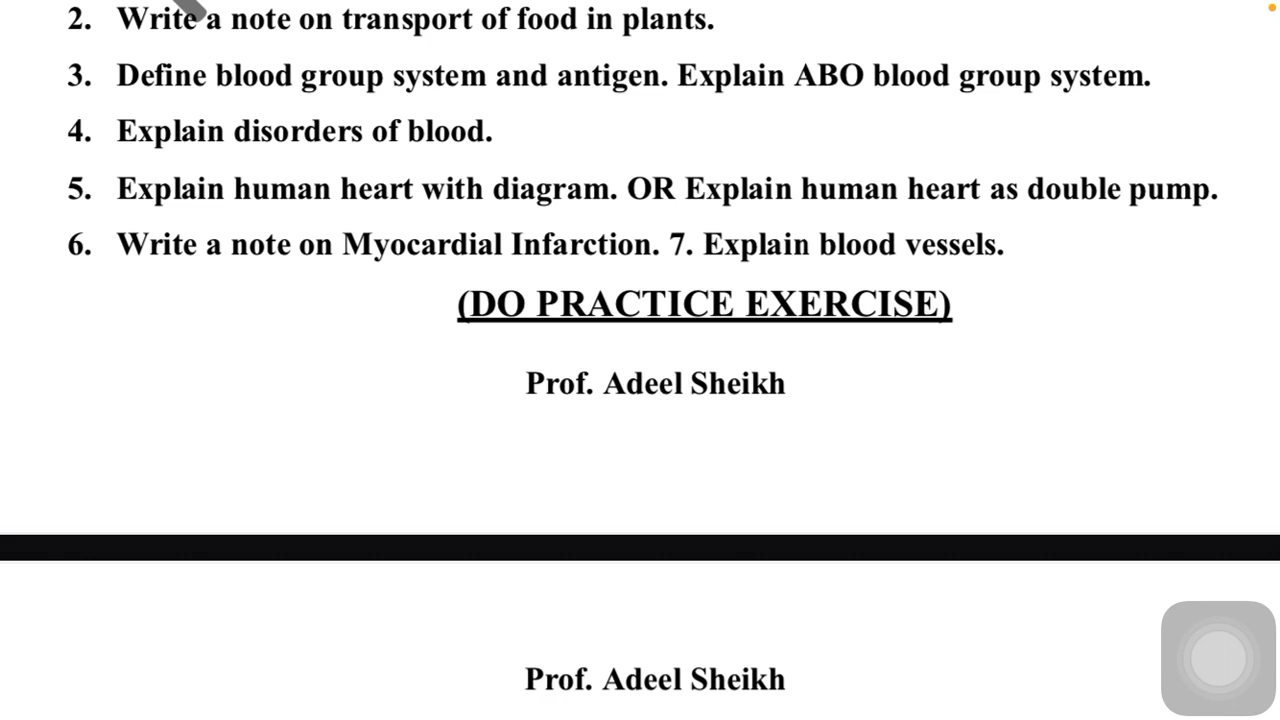 2. Write a note on transport of food in plants.
3. Define blood group system and antigen. Explain ABO blood group system.
4. Explain disorders of blood.
5. Explain human heart with diagram. OR Explain human heart as double pump.
6. Write a note on Myocardial Infarction. 7. Explain blood vessels.
(DO PRACTICE EXERCISE)
Prof. Adeel Sheikh
Prof. Adeel Sheikh